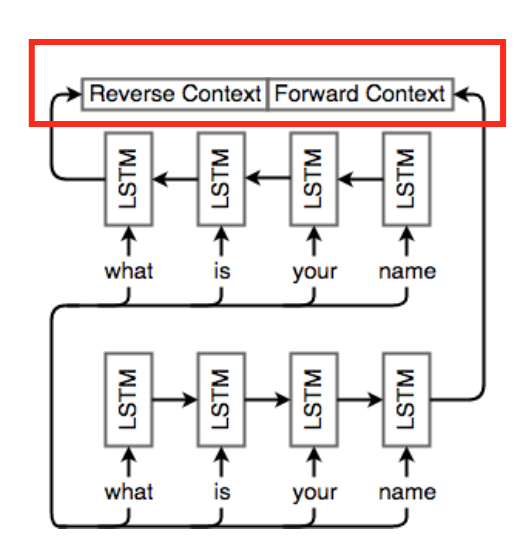 Reverse Context Forward Context
LSTM LSTM LSTM LSTM
what is your name
LSTM LSTM LSTM LSTM
what is your name